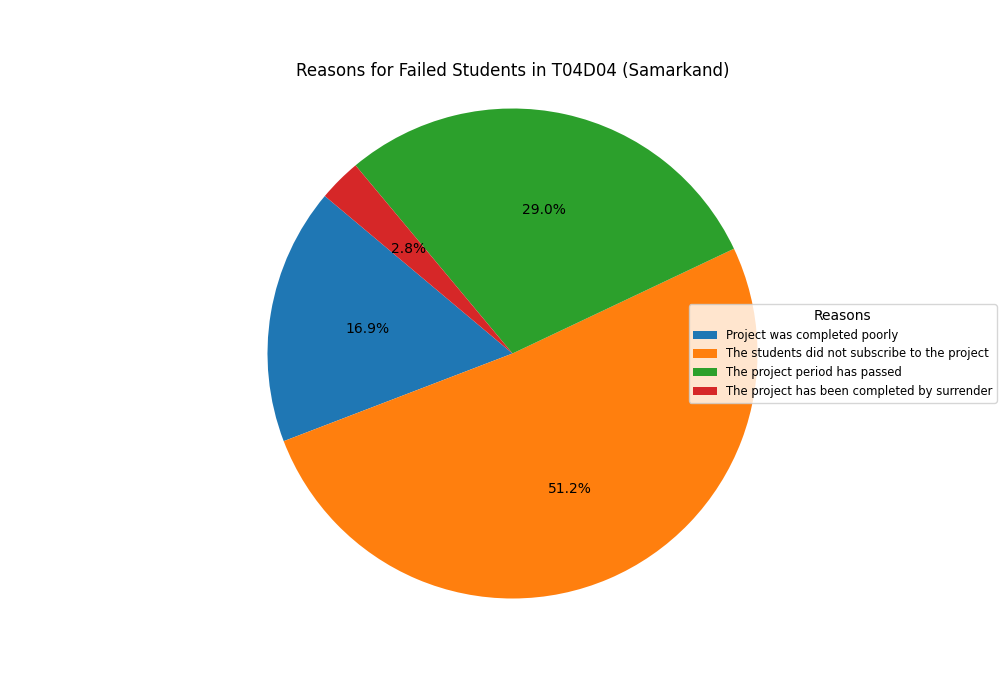 Reasons for Failed Students in T04D04 (Samarkand)
29.0%
2.8%
16.9%
51.2%
Reasons
Project was completed poorly
The students did not subscribe to the project
The project period has passed
The project has been completed by surrender